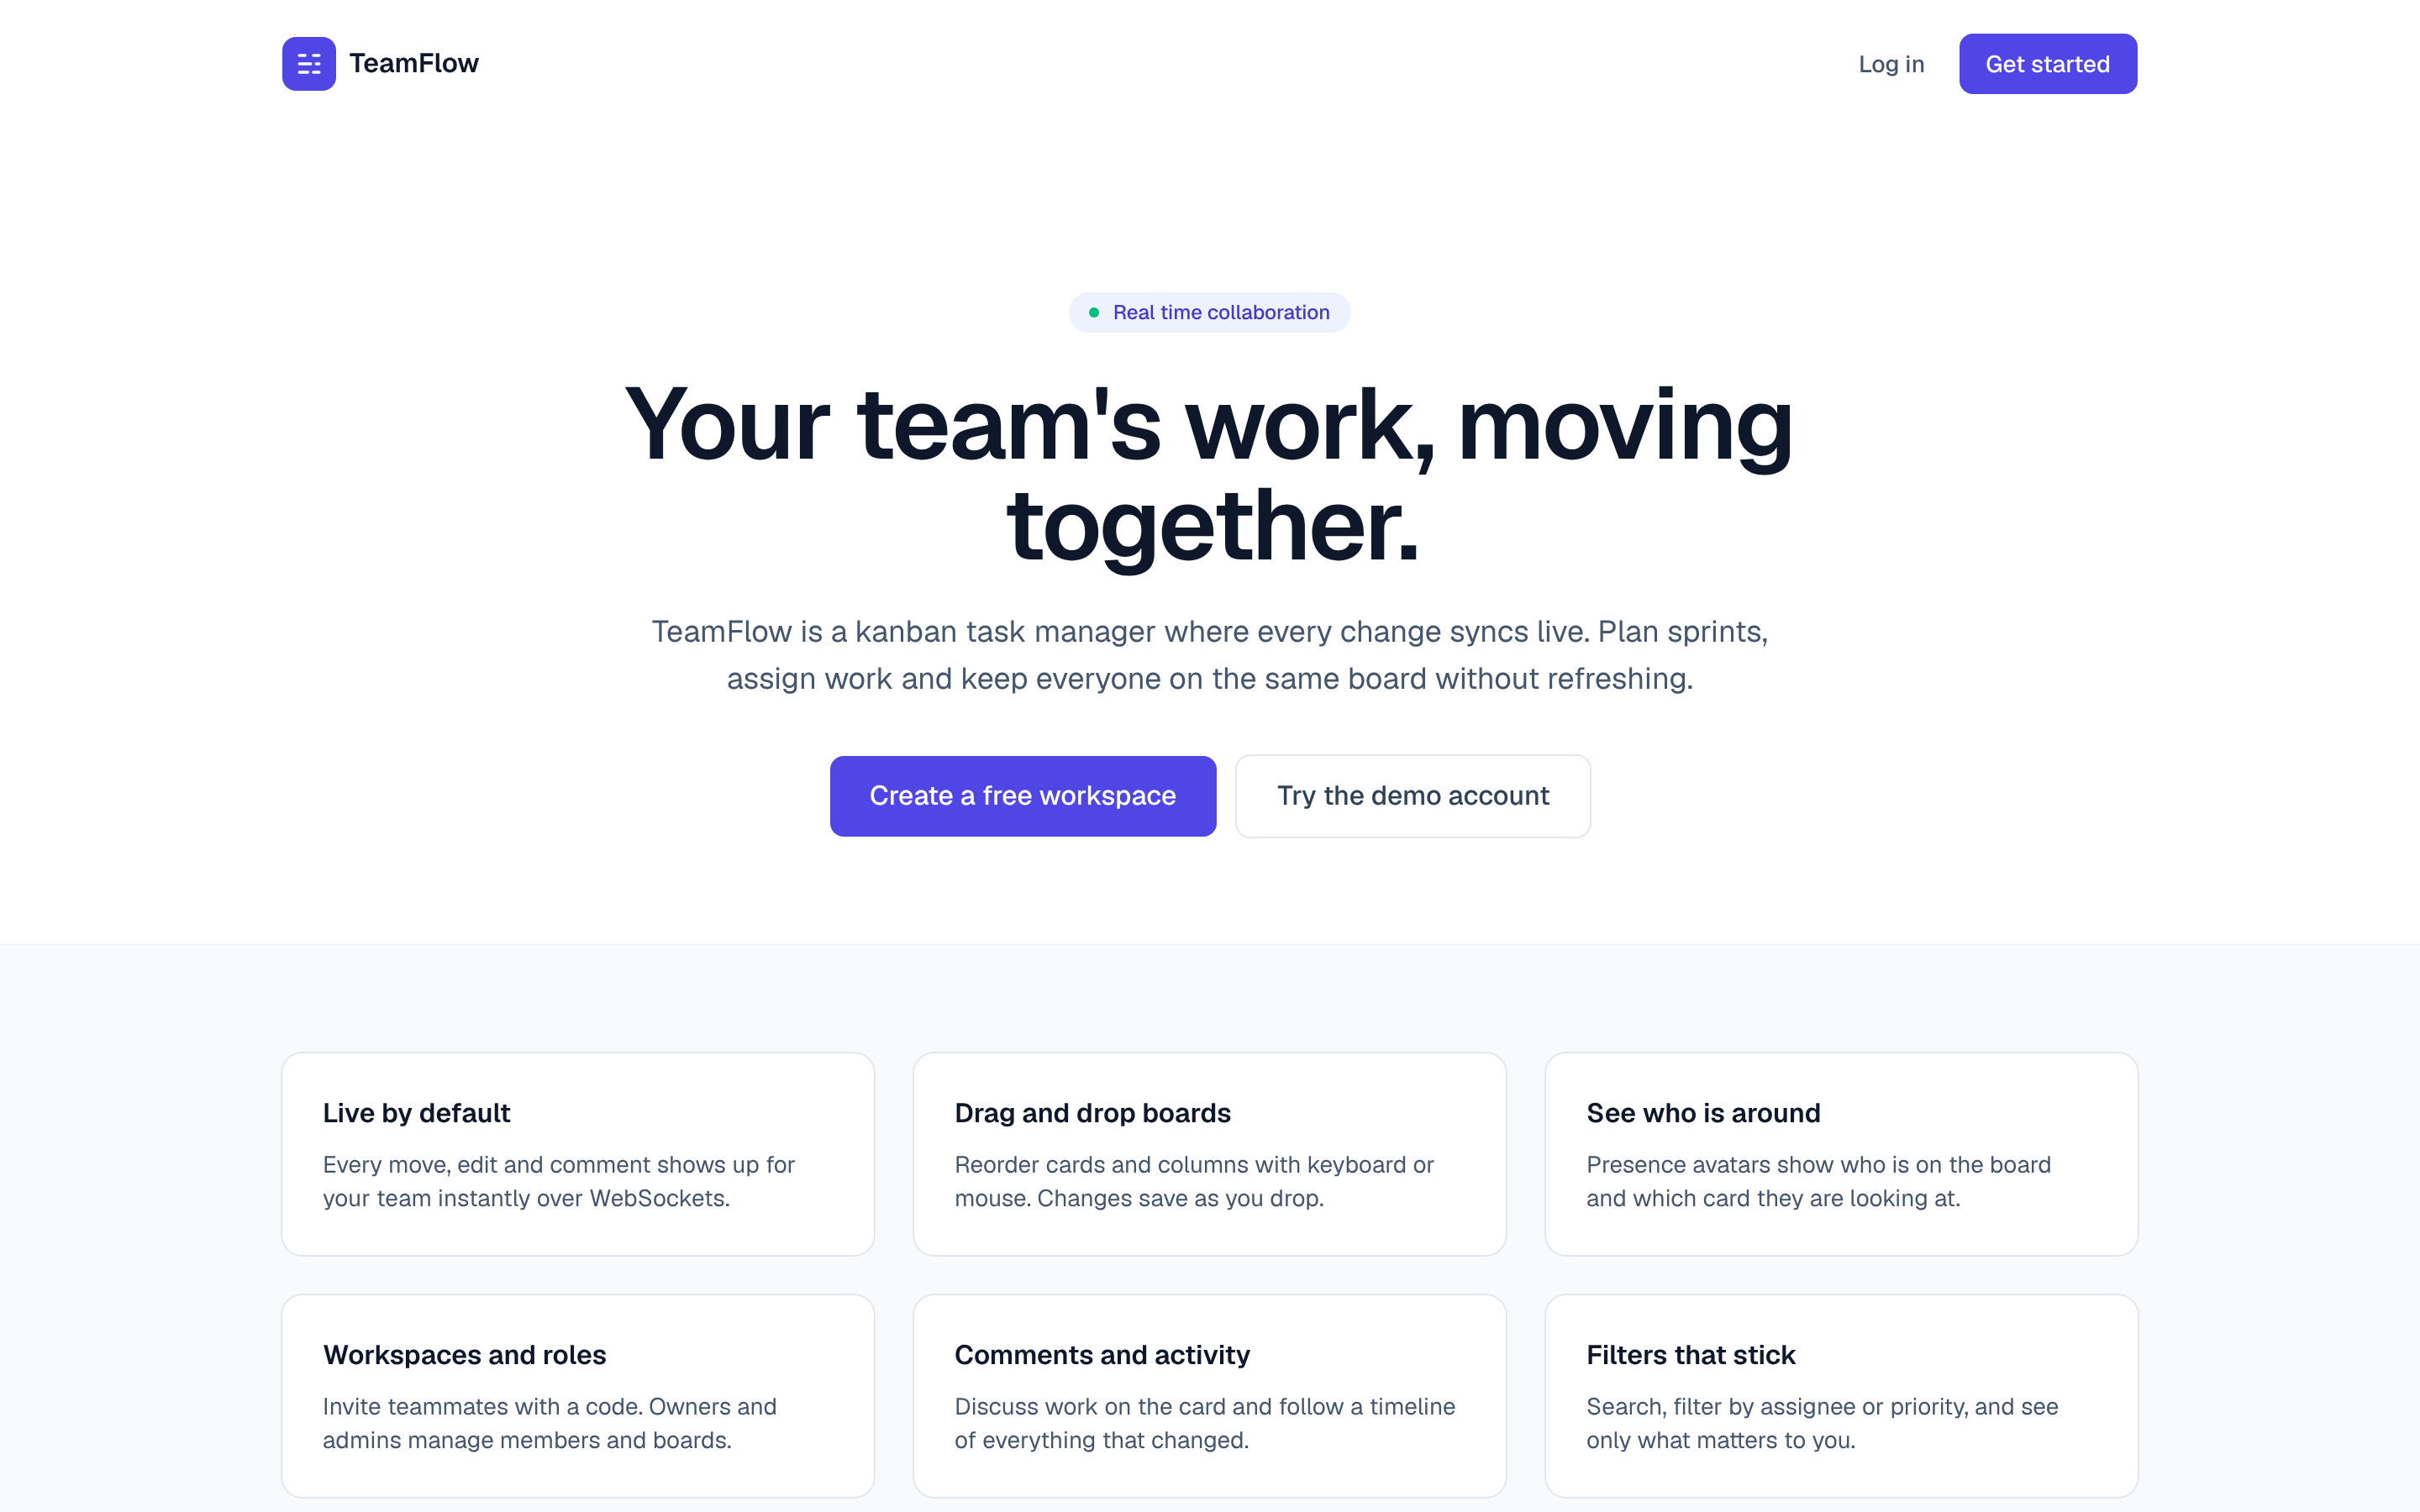 TeamFlow
Log in
Get started
Real time collaboration
Your team's work, moving
together.
TeamFlow is a kanban task manager where every change syncs live. Plan sprints,
assign work and keep everyone on the same board without refreshing.
Create a free workspace
Try the demo account
Live by default
Every move, edit and comment shows up for
your team instantly over WebSockets.
Drag and drop boards
Reorder cards and columns with keyboard or
mouse. Changes save as you drop.
See who is around
Presence avatars show who is on the board
and which card they are looking at.
Workspaces and roles
Invite teammates with a code. Owners and
admins manage members and boards.
Comments and activity
Discuss work on the card and follow a timeline
of everything that changed.
Filters that stick
Search, filter by assignee or priority, and see
only what matters to you.